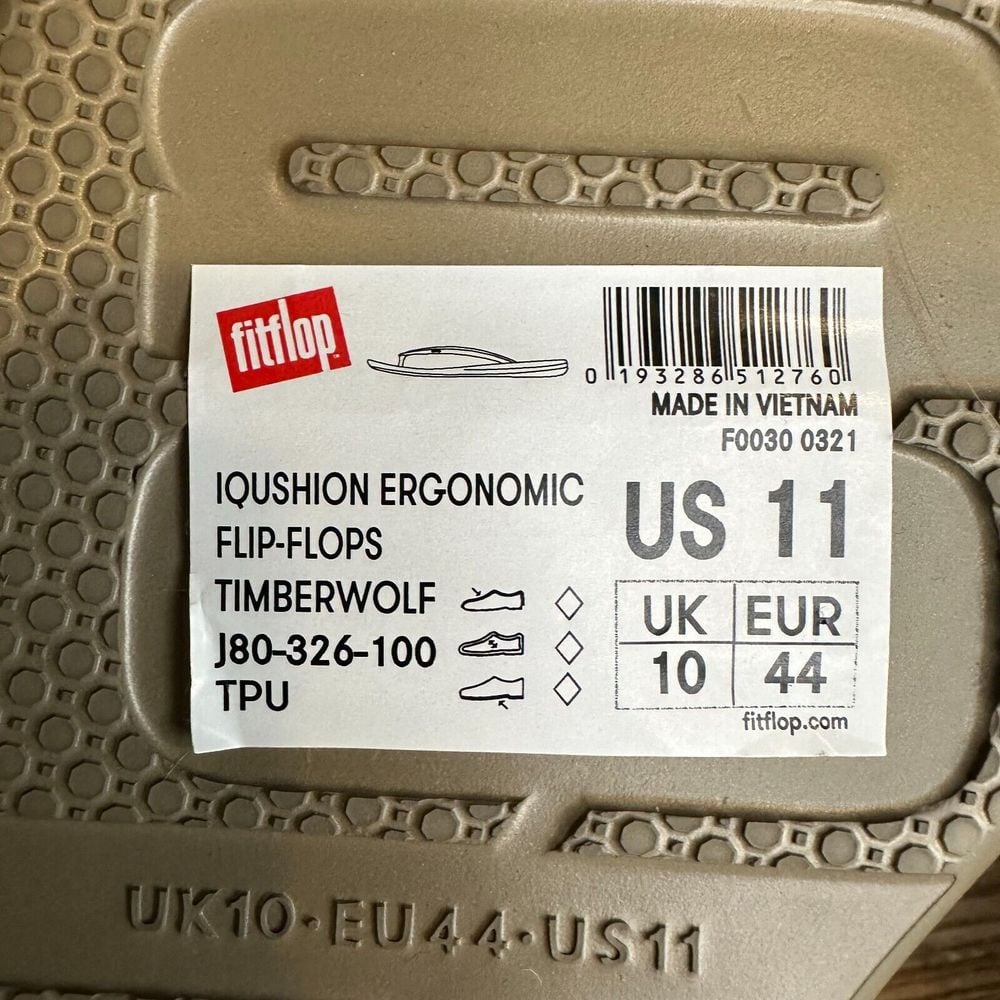 fitflop
0 193286 512760
MADE IN VIETNAM
F0030 0321
IQUSHION ERGONOMIC
FLIP-FLOPS
TIMBERWOLF
J80-326-100
TPU
US 11
UK EUR
10 44
fitflop.com
UK10·EU44·US11